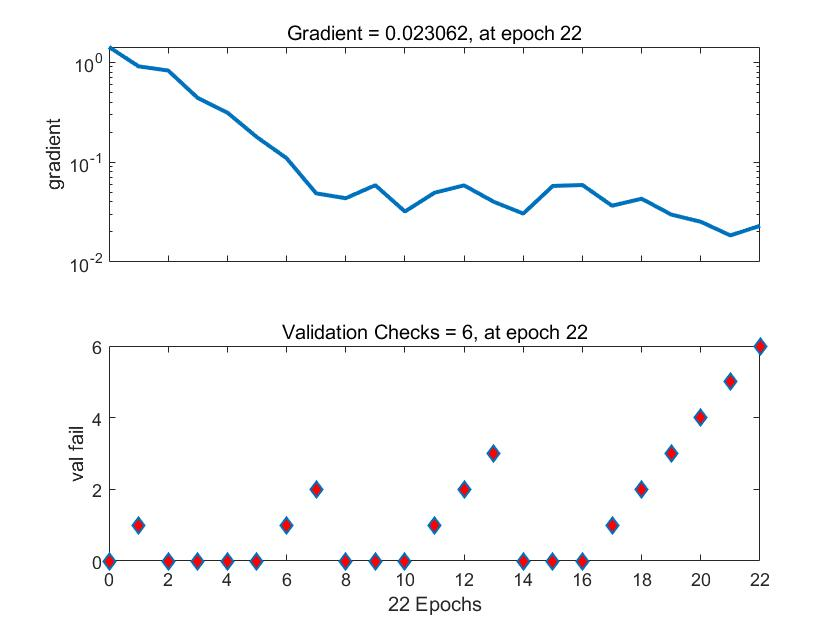 Gradient = 0.023062, at epoch 22
10^0
10^-1
10^-2
gradient
Validation Checks = 6, at epoch 22
6
4
2
0
val fail
0 2 4 6 8 10 12 14 16 18 20 22
22 Epochs